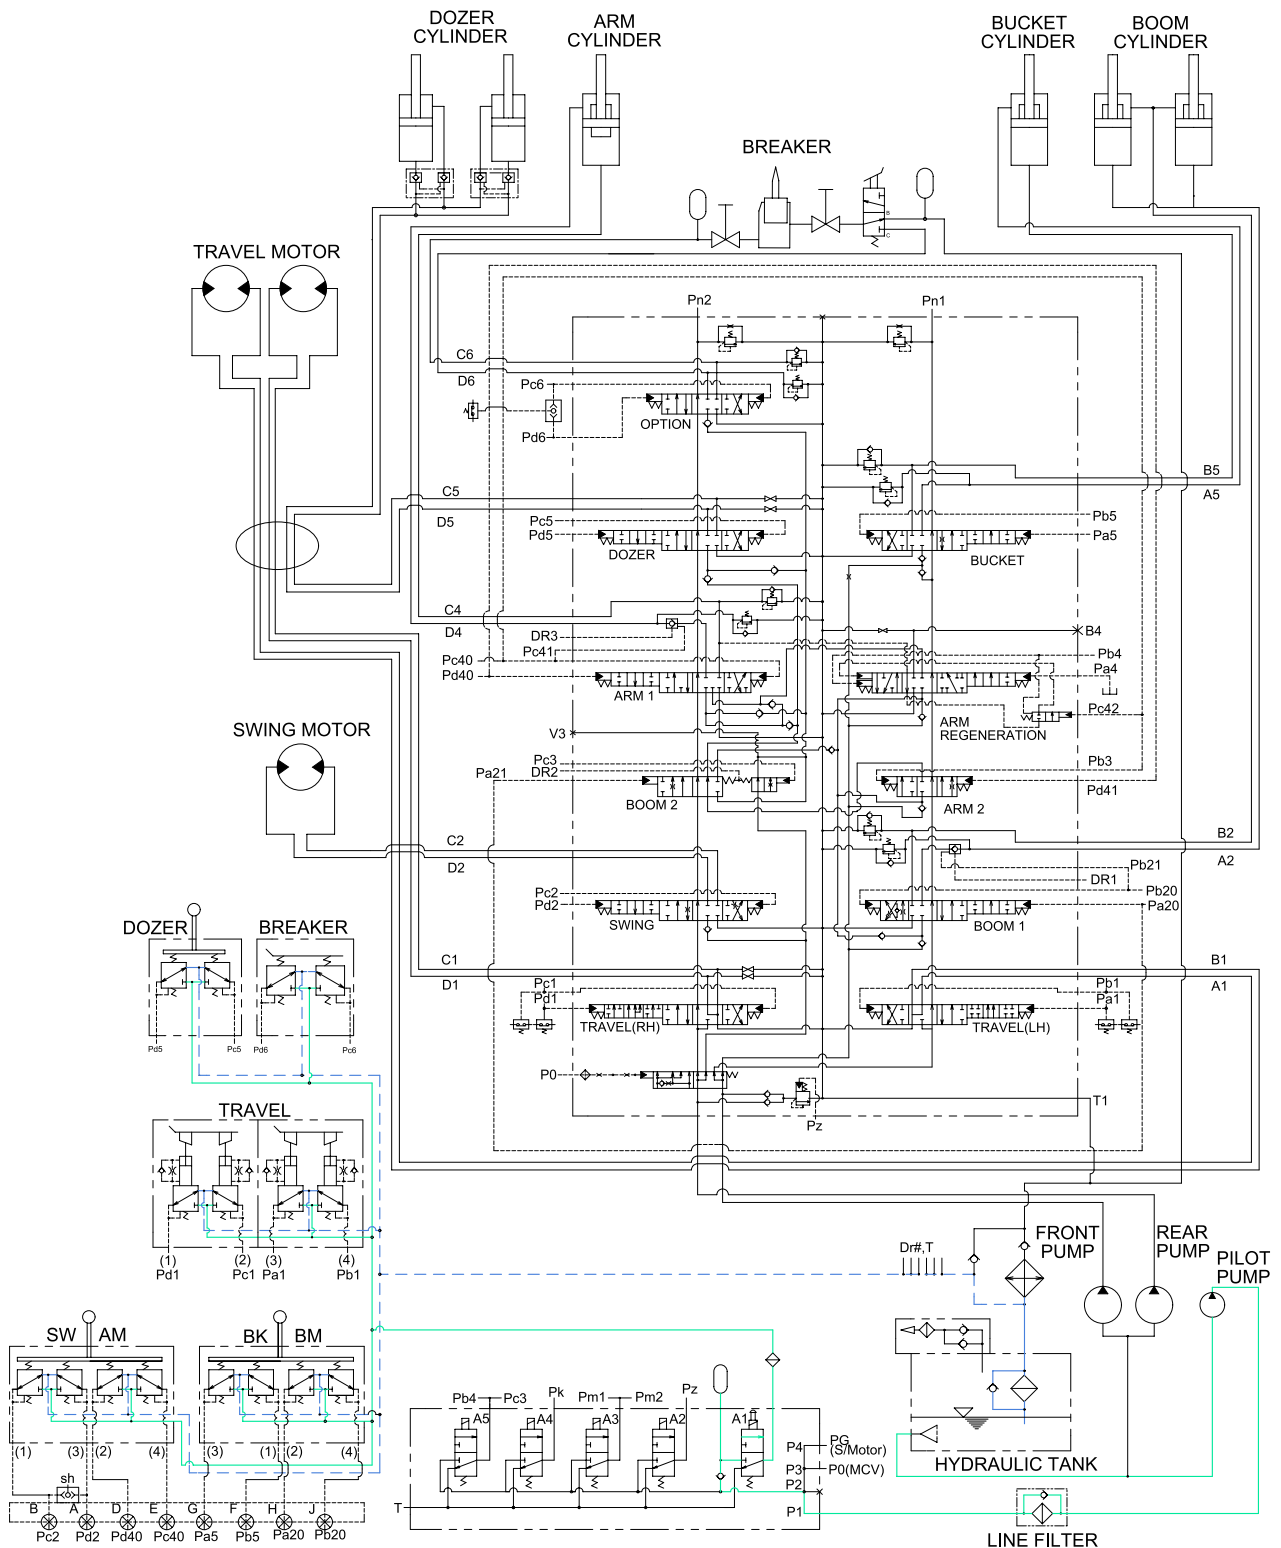 DOZER
CYLINDER
ARM
CYLINDER
BUCKET
CYLINDER
BOOM
CYLINDER
BREAKER
B
C
TRAVEL MOTOR
Pn2
Pn1
C6
D6
Pc6
OPTION
Pd6
C5
D5
B5
A5
Pc5
Pd5
DOZER
Pb5
Pa5
BUCKET
C4
D4
DR3
Pc41
Pc40
Pd40
ARM 1
B4
Pb4
Pa4
Pc42
ARM
REGENERATION
SWING MOTOR
V3
Pc3
DR2
Pa21
BOOM 2
Pb3
Pd41
ARM 2
C2
D2
B2
A2
Pb21
DR1
Pc2
Pd2
SWING
Pb20
Pa20
BOOM 1
DOZER
BREAKER
C1
D1
B1
A1
Pc1
Pd1
TRAVEL(RH)
Pb1
Pa1
TRAVEL(LH)
Pd5
Pc5
Pd6
Pc6
P0
T1
Pz
TRAVEL
(1)
Pd1
(2)
Pc1
(3)
Pa1
(4)
Pb1
Dr#,T
FRONT
PUMP
REAR
PUMP
PILOT
PUMP
SW
AM
BK
BM
(1)
(3)
(2)
(4)
(3)
(1)
(2)
(4)
sh
B
A
D
E
G
F
H
J
Pc2
Pd2
Pd40
Pc40
Pa5
Pb5
Pa20
Pb20
Pb4
Pc3
Pk
Pm1
Pm2
Pz
A5
A4
A3
A2
A1
P4
PG
(S/Motor)
P3
P0(MCV)
P2
P1
T
HYDRAULIC TANK
LINE FILTER